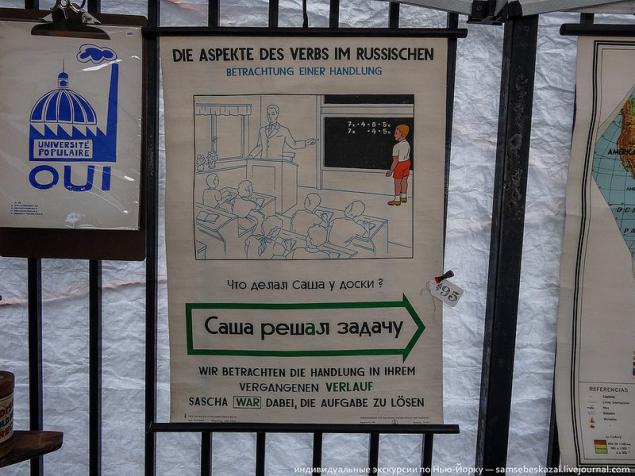 UNIVERSITÉ
POPULAIRE
OUI
DIE ASPEKTE DES VERBS IM RUSSISCHEN
BETRACHTUNG EINER HANDLUNG
Что делал Саша у доски?
Саша решал задачу
WIR BETRACHTEN DIE HANDLUNG IN IHREM
VERGANGENEN VERLAUF
SASCHA WAR DABEI, DIE AUFGABE ZU LÖSEN
$95
REFERENCIAS
индивидуальные экскурсии по Нью-Йорку — samsebeskazal.livejournal.com